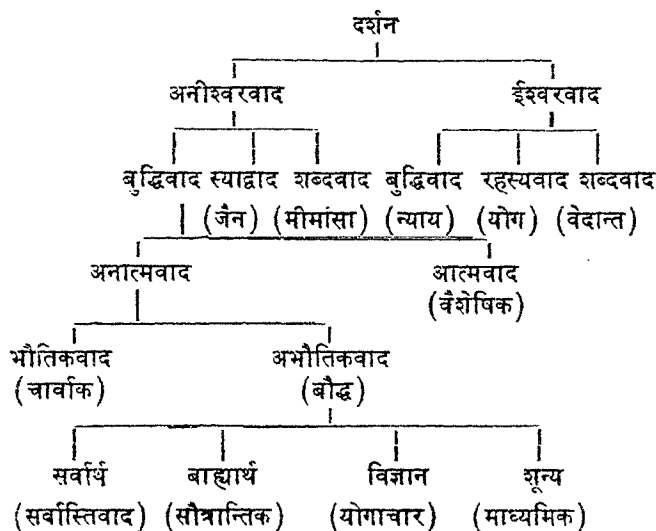 दर्शन
अनीश्वरवाद ईश्वरवाद
बुद्धिवाद स्याद्वाद शब्दवाद बुद्धिवाद रहस्यवाद शब्दवाद
(जैन) (मीमांसा) (न्याय) (योग) (वेदान्त)
अनात्मवाद आत्मवाद
(वैशेषिक)
भौतिकवाद अभौतिकवाद
(चार्वाक) (बौद्ध)
सर्वार्थ बाह्यार्थ विज्ञान शून्य
(सर्वास्तिवाद) (सौत्रान्तिक) (योगाचार) (माध्यमिक)